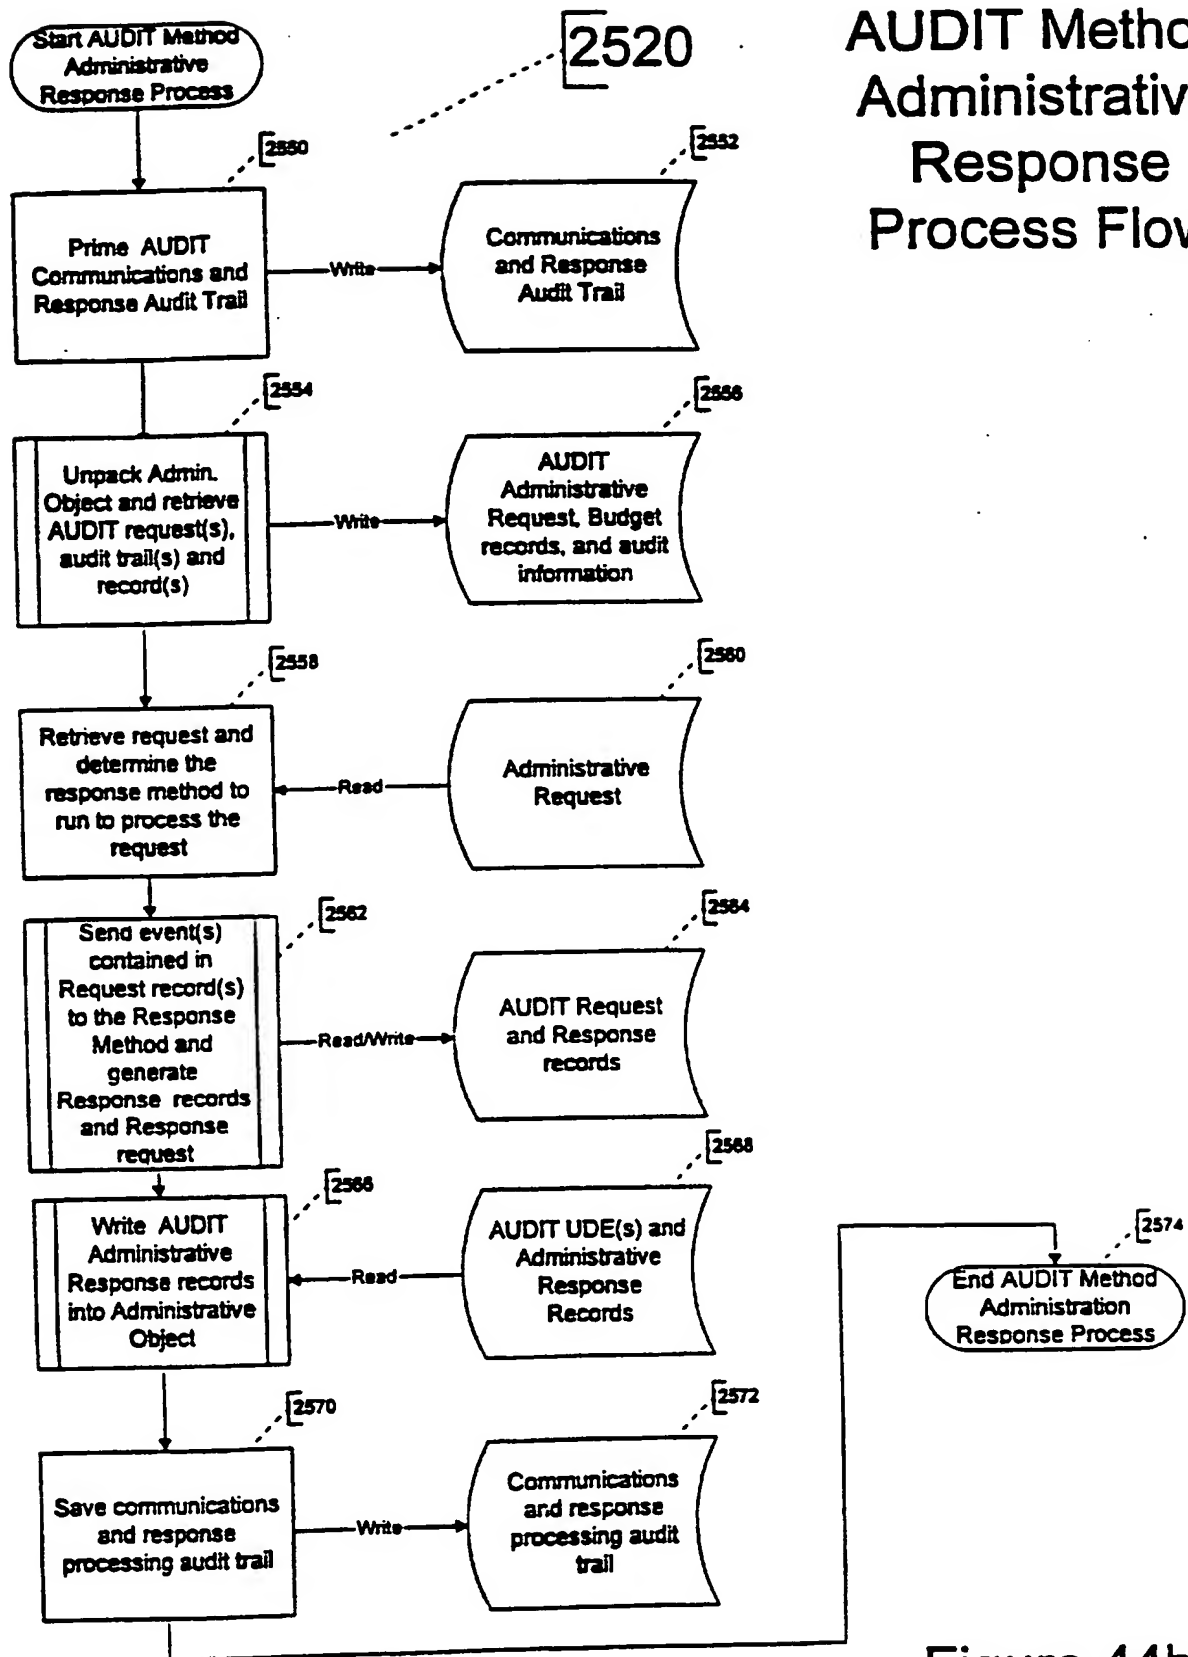 Start AUDIT Method
Administrative
Response Process
2520
AUDIT Metho
Administrativ
Response
Process Flov
2550
Prime AUDIT
Communications and
Response Audit Trail
Write
2552
Communications
and Response
Audit Trail
2554
Unpack Admin.
Object and retrieve
AUDIT request(s),
audit trail(s) and
record(s)
Write
2556
AUDIT
Administrative
Request, Budget
records, and audit
information
2558
Retrieve request and
determine the
response method to
run to process the
request
Read
2560
Administrative
Request
2562
Send event(s)
contained in
Request record(s)
to the Response
Method and
generate
Response records
and Response
request
Read/Write
2564
AUDIT Request
and Response
records
2566
Write AUDIT
Administrative
Response records
into Administrative
Object
Read
2568
AUDIT UDE(s) and
Administrative
Response
Records
2570
Save communications
and response
processing audit trail
Write
2572
Communications
and response
processing audit
trail
2574
End AUDIT Method
Administration
Response Process
Figure 44b